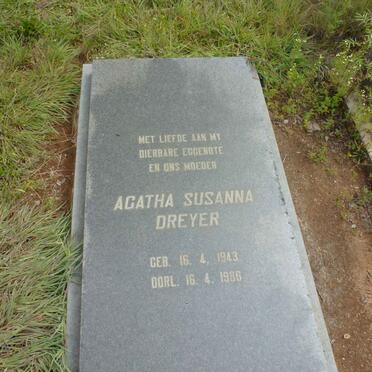 MET LIEFDE AAN MY
DIERBARE EGGENOTE
EN ONS MOEDER
AGATHA SUSANNA
DREYER
GEB. 16. 4. 1943
OORL. 16. 4. 1986